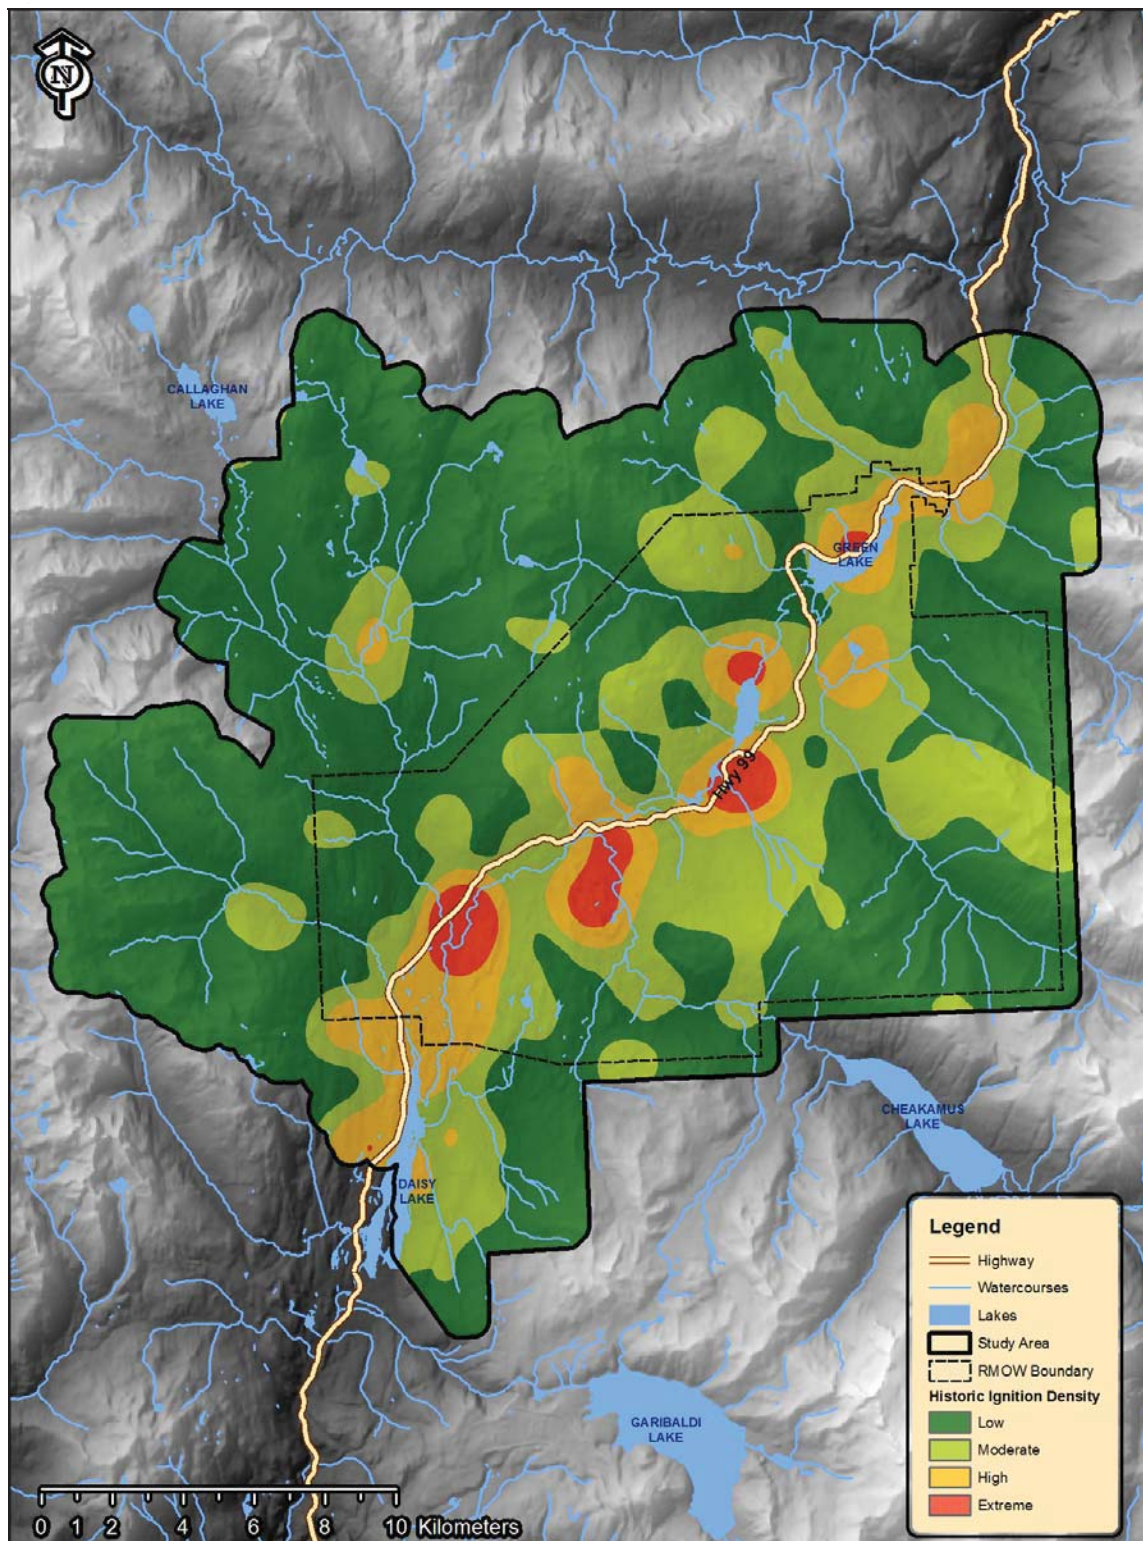 N
CALLAGHAN
LAKE
GREEN
LAKE
Hwy 99
CHEAKAMUS
LAKE
DAISY
LAKE
GARIBALDI
LAKE
Legend
Highway
Watercourses
Lakes
Study Area
RMOW Boundary
Historic Ignition Density
Low
Moderate
High
Extreme
0 1 2 4 6 8 10 Kilometers